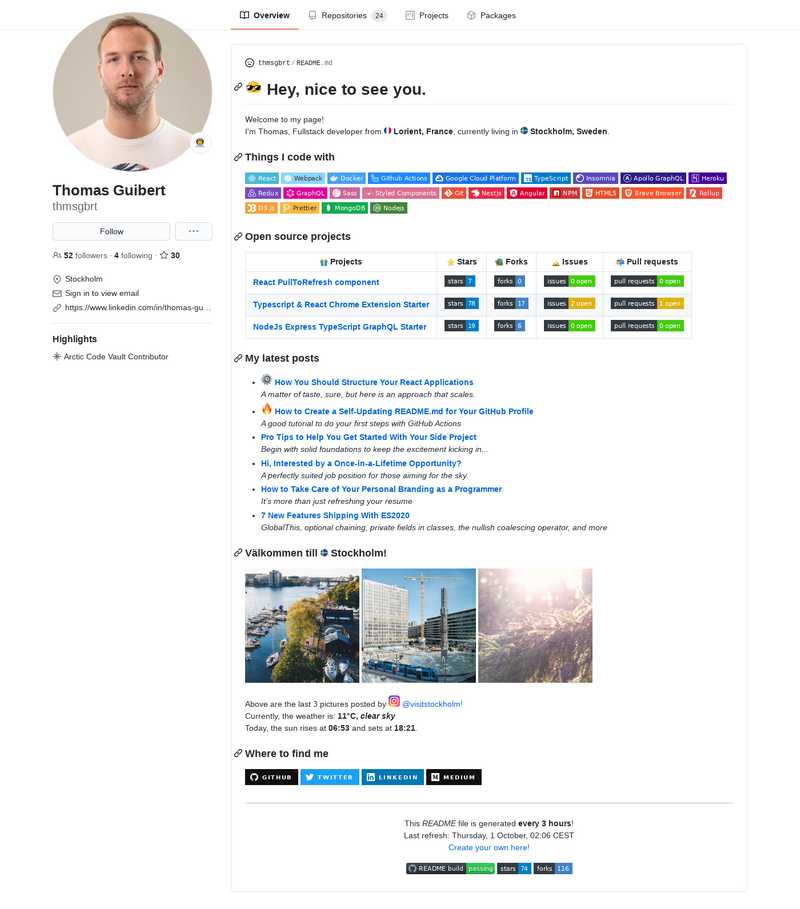 Overview
Repositories 24
Projects
Packages
Thomas Guibert
thmsgbrt
Follow
...
52 followers · 4 following · 30
Stockholm
Sign in to view email
https://www.linkedin.com/in/thomas-gu...
Highlights
Arctic Code Vault Contributor
thmsgbrt/README.md
Hey, nice to see you.
Welcome to my page!
I'm Thomas, Fullstack developer from Lorient, France, currently living in Stockholm, Sweden.
Things I code with
React Webpack Docker Github Actions Google Cloud Platform TypeScript Insomnia Apollo GraphQL Heroku
Redux GraphQL Sass Styled Components Git NestJs Angular NPM HTML5 Brave Browser Rollup
D3.js Prettier MongoDB Nodejs
Open source projects
Projects Stars Forks Issues Pull requests
React PullToRefresh component stars 7 forks 0 issues 0 open pull requests 0 open
Typescript & React Chrome Extension Starter stars 78 forks 17 issues 2 open pull requests 1 open
NodeJs Express TypeScript GraphQL Starter stars 19 forks 6 issues 0 open pull requests 0 open
My latest posts
How You Should Structure Your React Applications
A matter of taste, sure, but here is an approach that scales.
How to Create a Self-Updating README.md for Your GitHub Profile
A good tutorial to do your first steps with GitHub Actions
Pro Tips to Help You Get Started With Your Side Project
Begin with solid foundations to keep the excitement kicking in...
Hi, Interested by a Once-in-a-Lifetime Opportunity?
A perfectly suited job position for those aiming for the sky.
How to Take Care of Your Personal Branding as a Programmer
It's more than just refreshing your resume
7 New Features Shipping With ES2020
GlobalThis, optional chaining, private fields in classes, the nullish coalescing operator, and more
Välkommen till Stockholm!
Above are the last 3 pictures posted by @visitstockholm!
Currently, the weather is: 11°C, clear sky
Today, the sun rises at 06:53 and sets at 18:21.
Where to find me
GITHUB TWITTER LINKEDIN MEDIUM
This README file is generated every 3 hours!
Last refresh: Thursday, 1 October, 02:06 CEST
Create your own here!
README build passing stars 74 forks 116